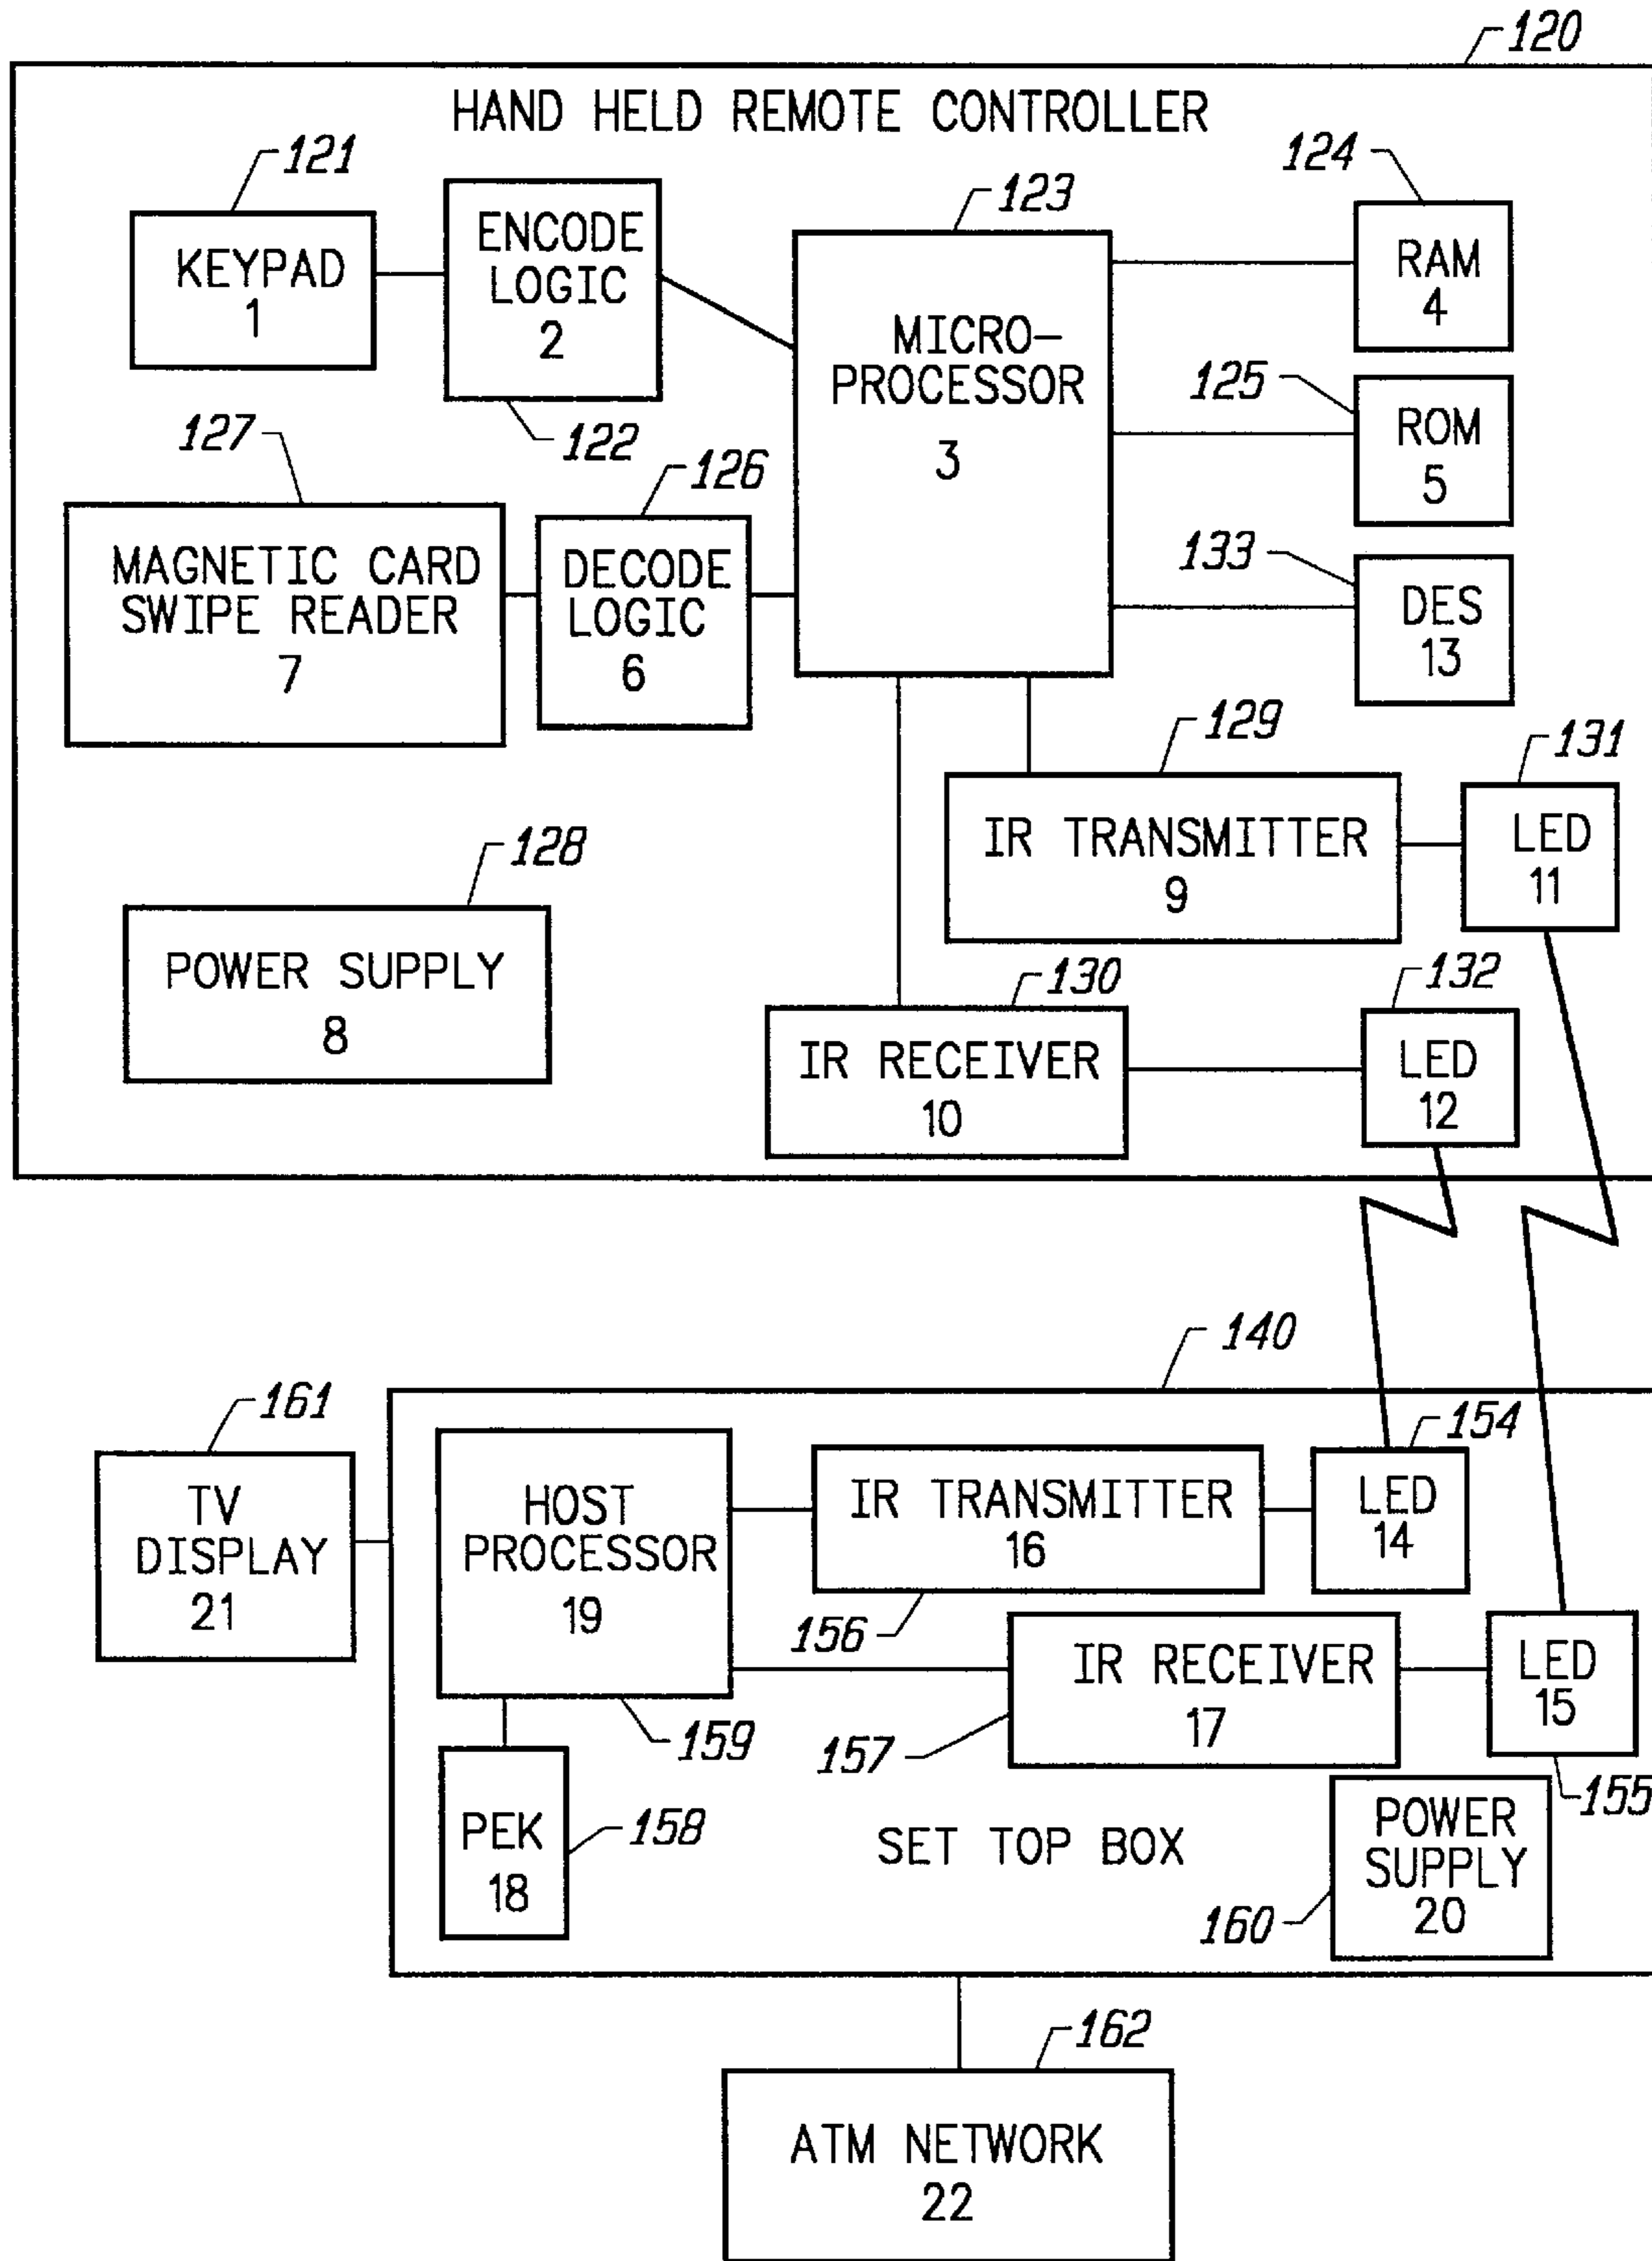 120
HAND HELD REMOTE CONTROLLER
121
KEYPAD
1
ENCODE
LOGIC
2
122
123
MICRO-
PROCESSOR
3
124
RAM
4
125
ROM
5
127
MAGNETIC CARD
SWIPE READER
7
126
DECODE
LOGIC
6
133
DES
13
129
IR TRANSMITTER
9
131
LED
11
128
POWER SUPPLY
8
130
IR RECEIVER
10
132
LED
12
140
161
TV
DISPLAY
21
HOST
PROCESSOR
19
159
IR TRANSMITTER
16
156
154
LED
14
IR RECEIVER
17
157
LED
15
155
PEK
18
158
SET TOP BOX
POWER
SUPPLY
20
160
162
ATM NETWORK
22